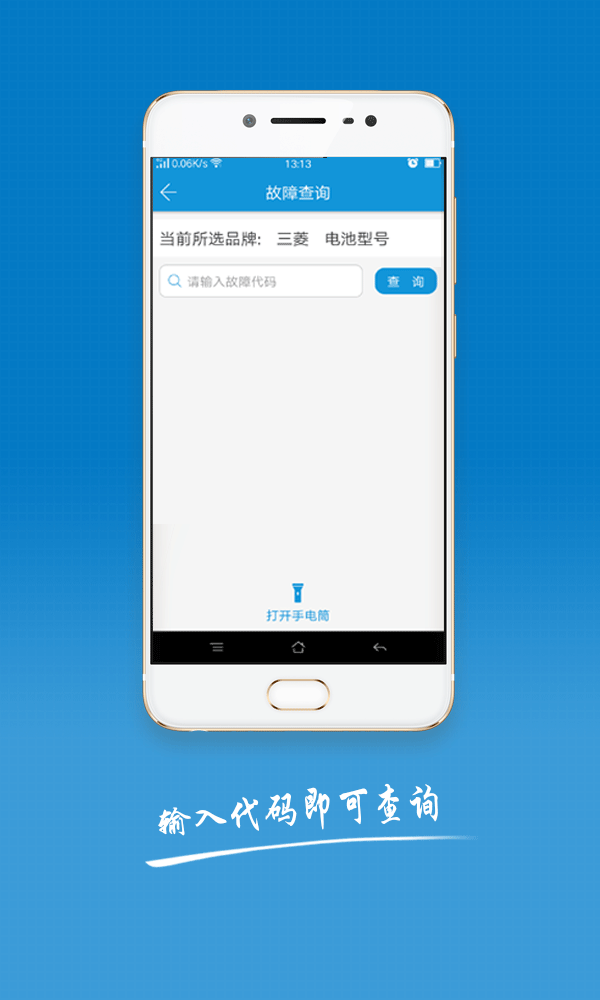 0.06K/s 13:13
故障查询
当前所选品牌: 三菱 电池型号
请输入故障代码 查 询
打开手电筒
输入代码即可查询